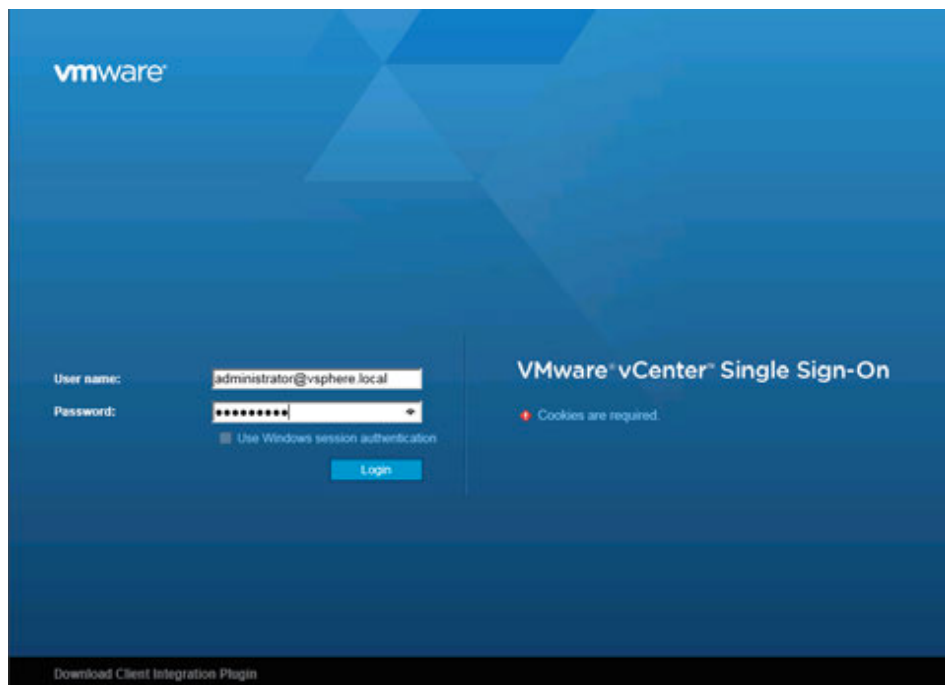 vmware®
User name:
administrator@vsphere.local
VMware® vCenter™ Single Sign-On
Password:
•••••••••
Cookies are required.
Use Windows session authentication
Login
Download Client Integration Plugin